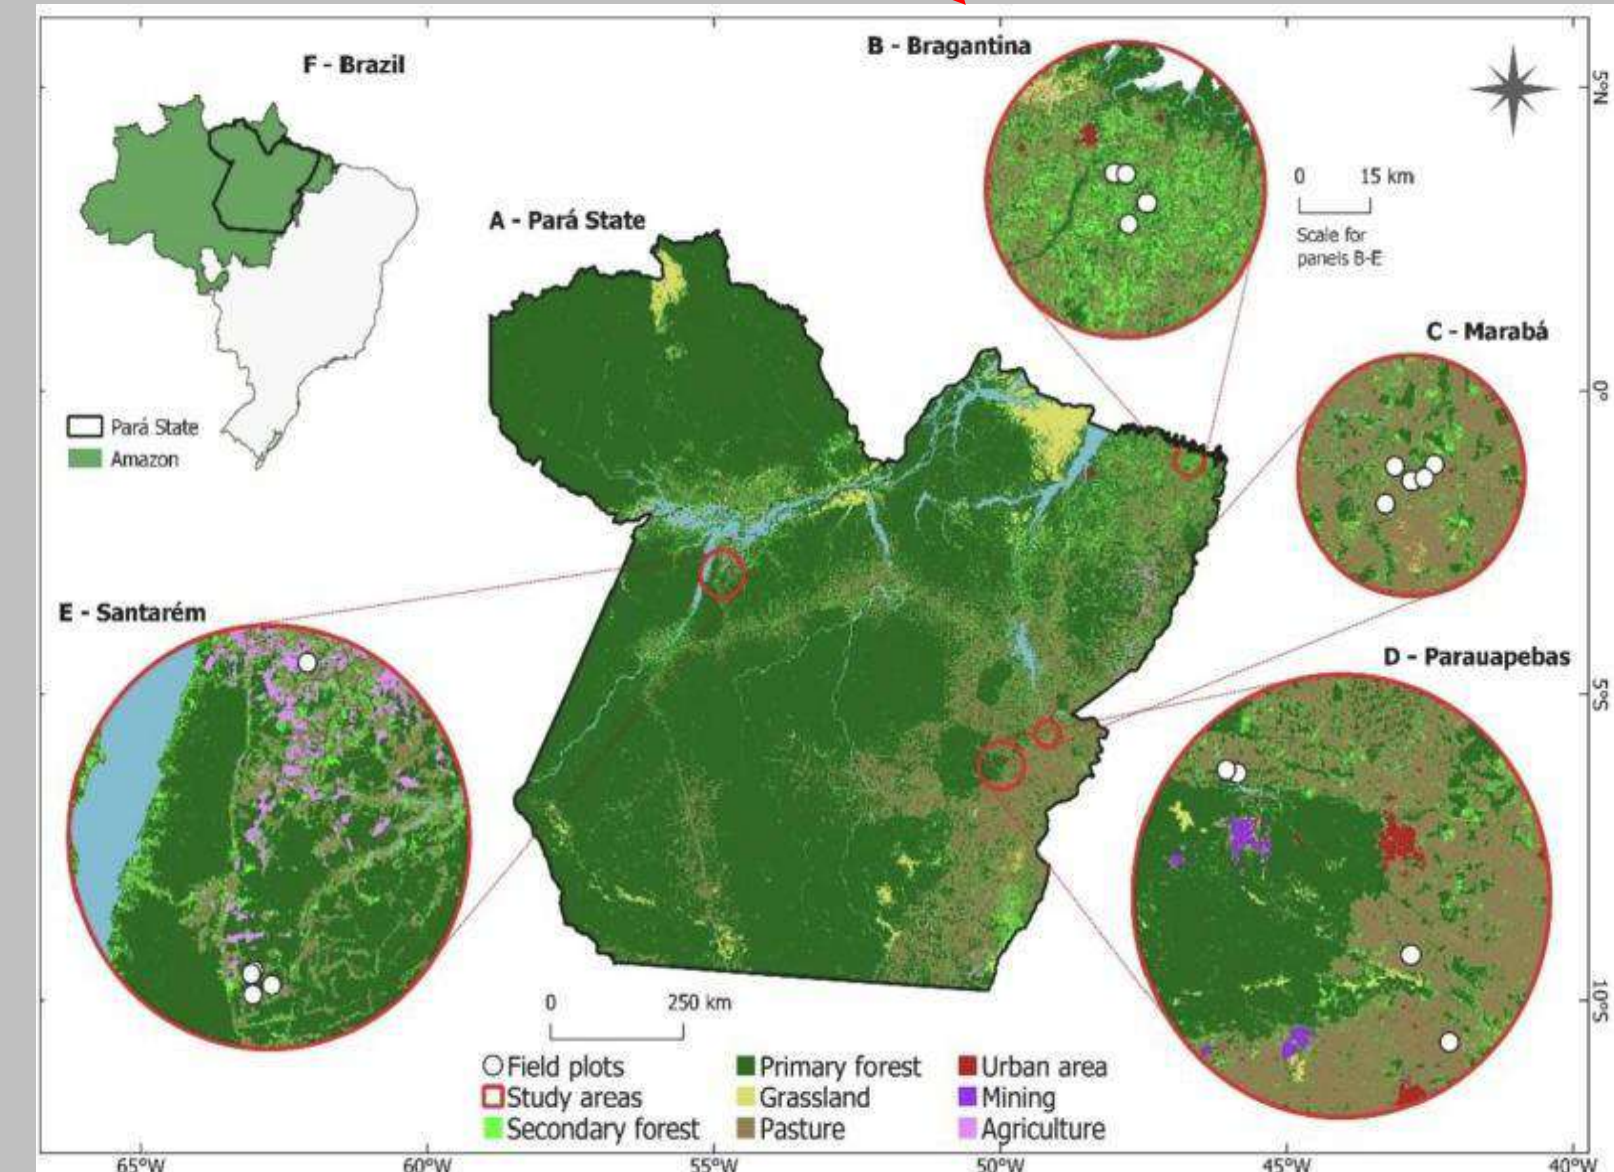 B - Bragantina
F - Brazil
5°N
0 15 km
A - Pará State
Scale for
panels B-E
C - Marabá
0°
Pará State
Amazon
E - Santarém
D - Parauapebas
5°S
0 250 km
10°S
Field plots Primary forest Urban area
Study areas Grassland Mining
Secondary forest Pasture Agriculture
65°W 60°W 55°W 50°W 45°W 40°W